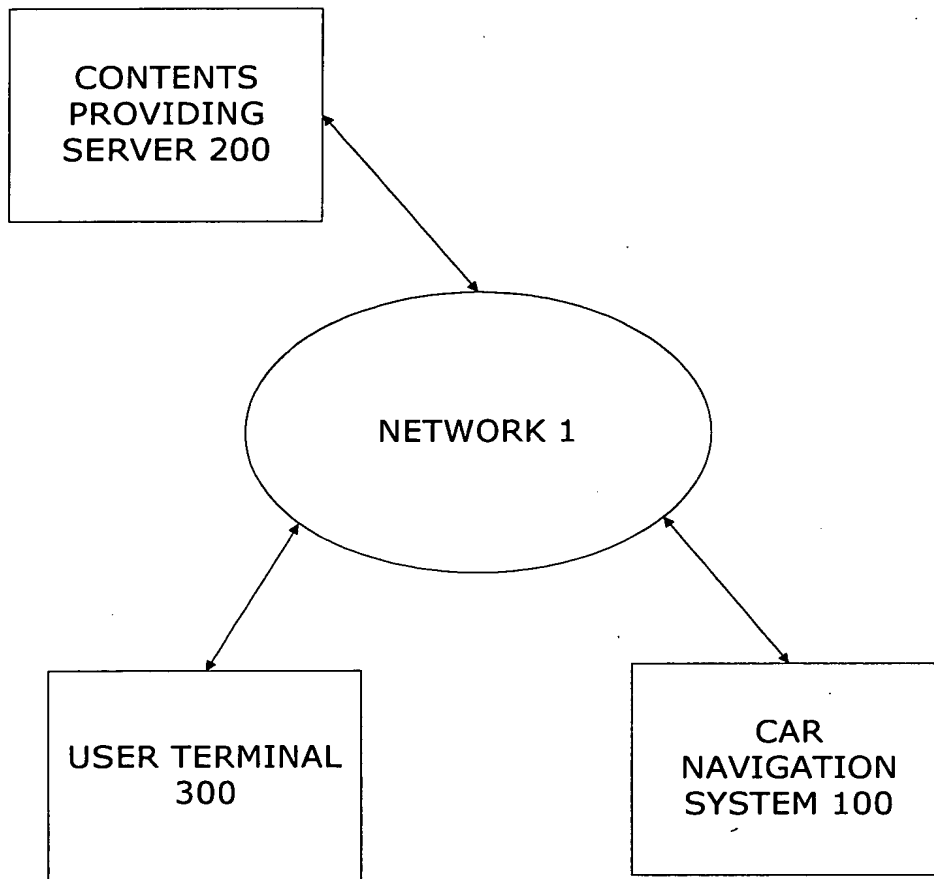 CONTENTS
PROVIDING
SERVER 200
NETWORK 1
USER TERMINAL
300
CAR
NAVIGATION
SYSTEM 100